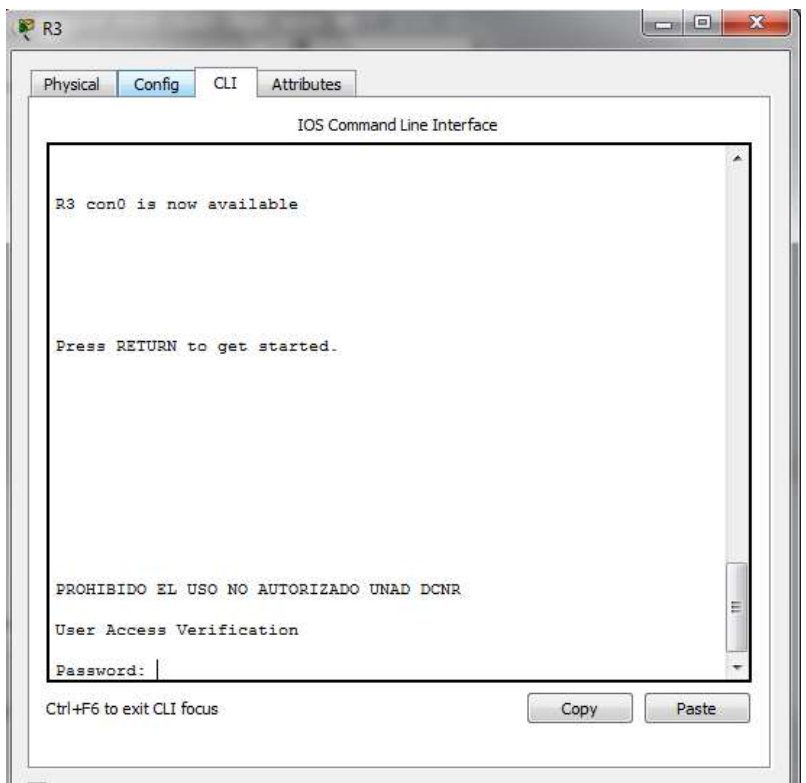 R3
Physical Config CLI Attributes
IOS Command Line Interface
R3 con0 is now available
Press RETURN to get started.
PROHIBIDO EL USO NO AUTORIZADO UNAD DCNR
User Access Verification
Password:
Ctrl+F6 to exit CLI focus
Copy Paste